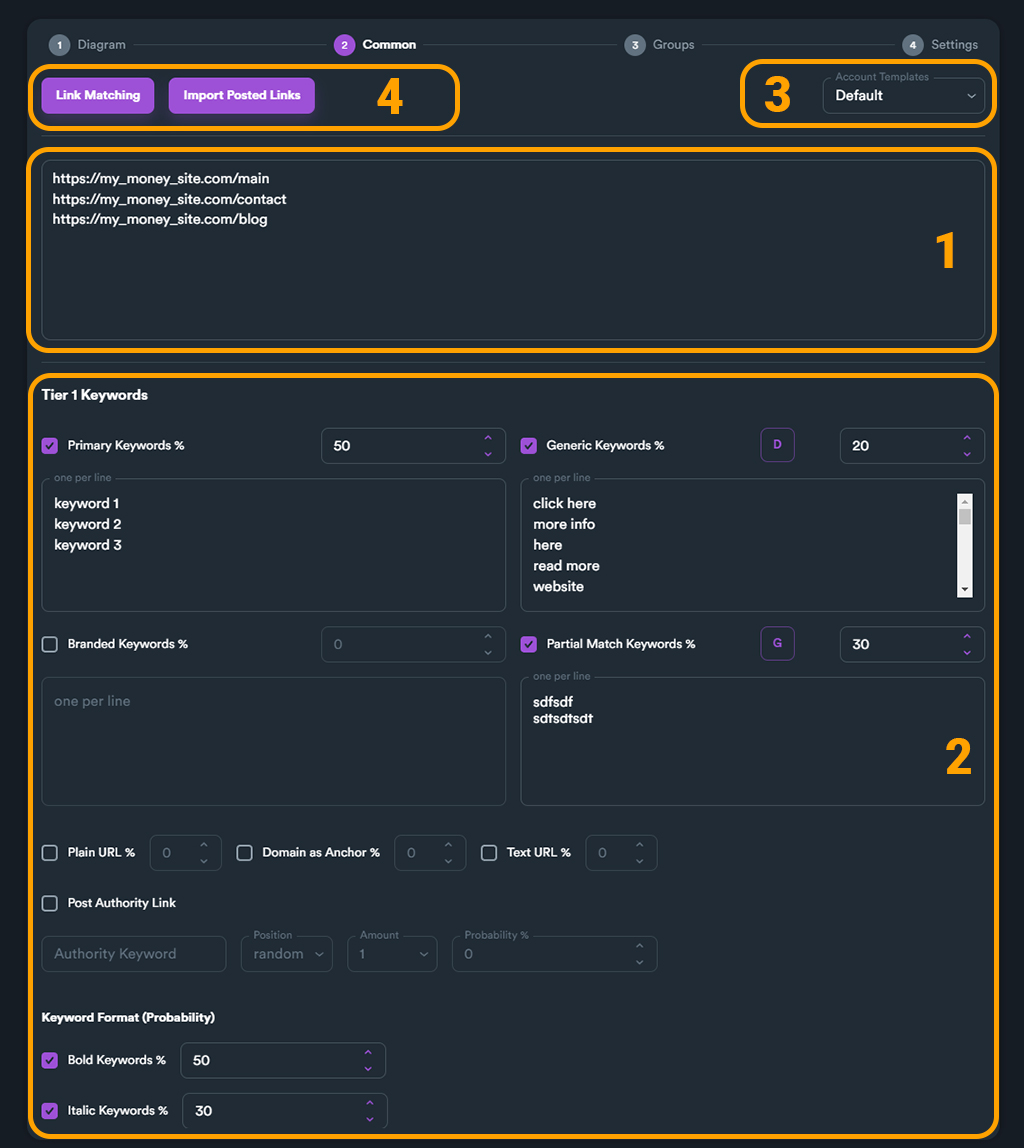 1 Diagram 2 Common 3 Groups 4 Settings
Link Matching Import Posted Links 4 3 Account Templates
Default
https://my_money_site.com/main
https://my_money_site.com/contact
https://my_money_site.com/blog
1
Tier 1 Keywords
Primary Keywords % 50 Generic Keywords % D 20
one per line
keyword 1
keyword 2
keyword 3
one per line
click here
more info
here
read more
website
Branded Keywords % 0 Partial Match Keywords % G 30
one per line
one per line
sdfsdf
sdfsdfsdf
2
Plain URL % 0 Domain as Anchor % 0 Text URL % 0
Post Authority Link
Authority Keyword Position random Amount 1 Probability % 0
Keyword Format (Probability)
Bold Keywords % 50
Italic Keywords % 30